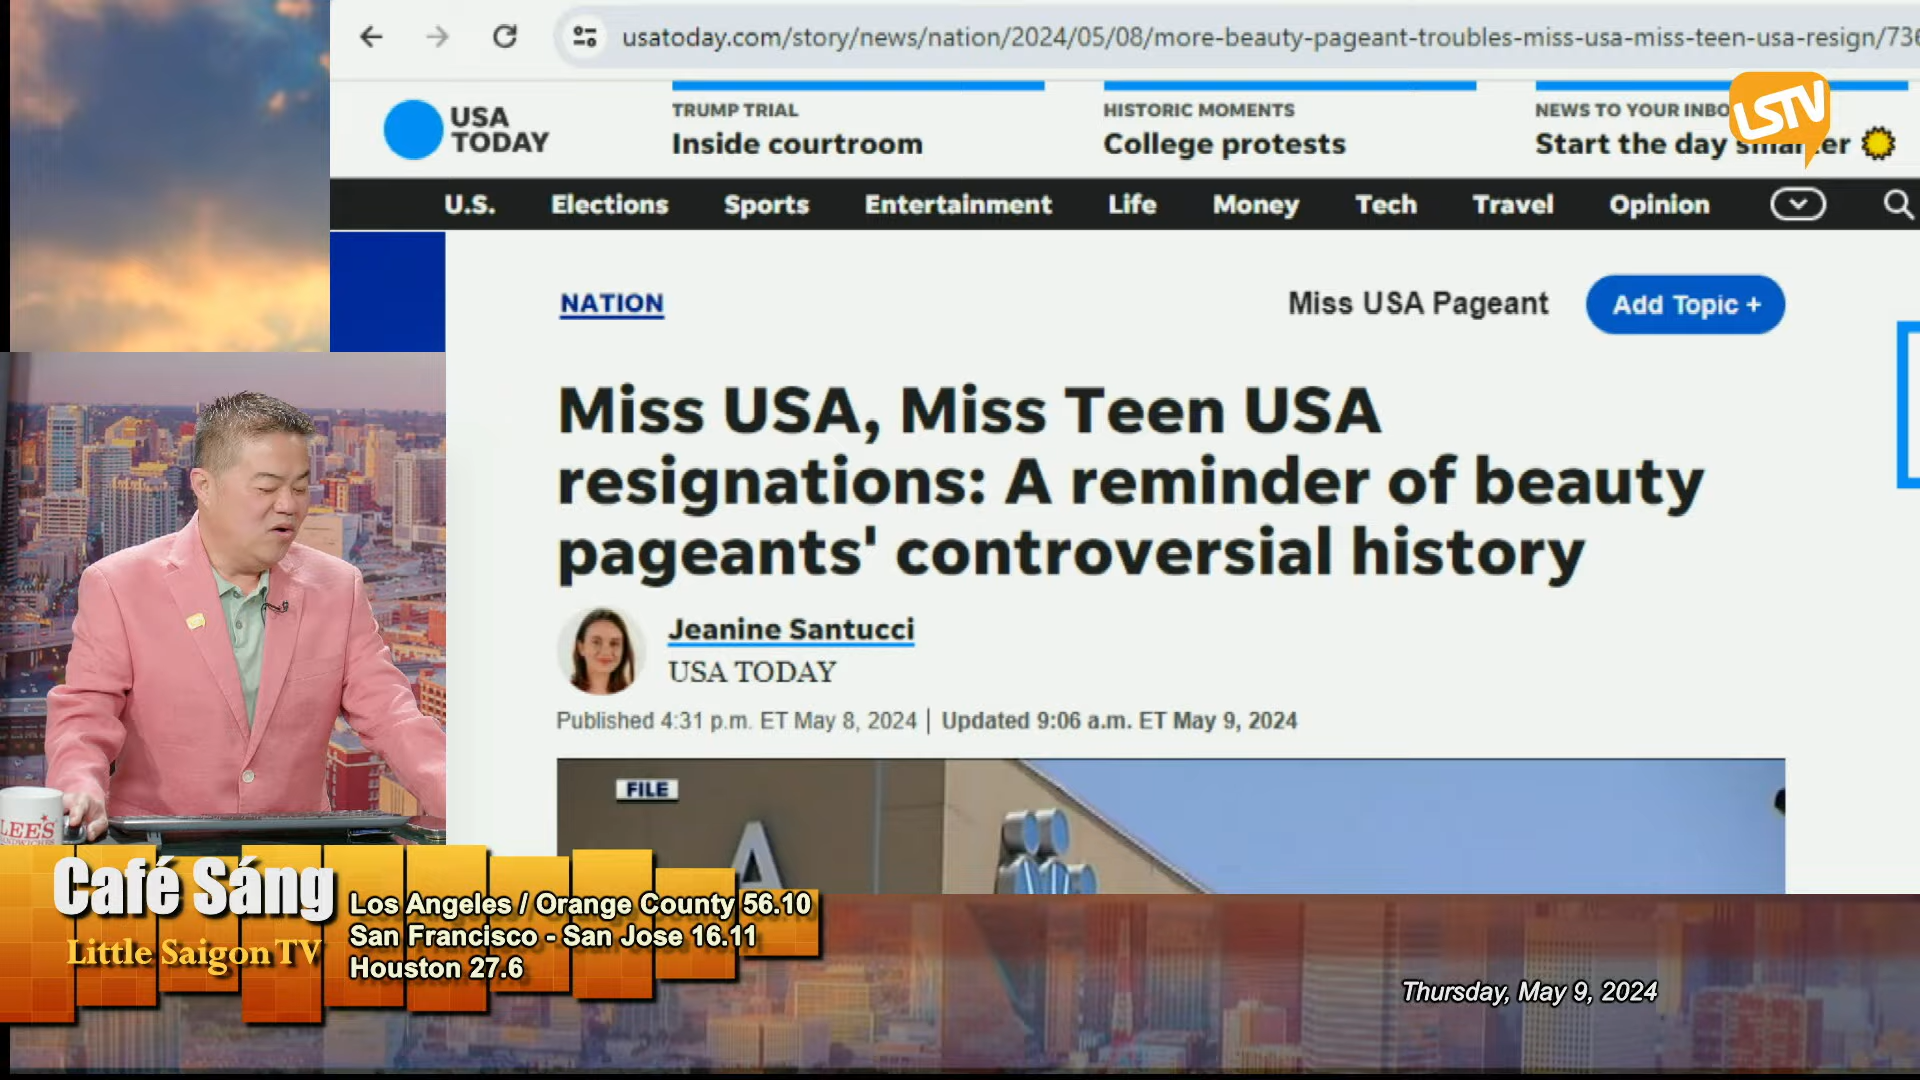 usatoday.com/story/news/nation/2024/05/08/more-beauty-pageant-troubles-miss-usa-miss-teen-usa-resign/736
USA
TODAY
TRUMP TRIAL
Inside courtroom
HISTORIC MOMENTS
College protests
NEWS TO YOUR INBO
Start the day smarter
LSTV
U.S. Elections Sports Entertainment Life Money Tech Travel Opinion
NATION
Miss USA Pageant
Add Topic +
Miss USA, Miss Teen USA
resignations: A reminder of beauty
pageants' controversial history
Jeanine Santucci
USA TODAY
Published 4:31 p.m. ET May 8, 2024 | Updated 9:06 a.m. ET May 9, 2024
FILE
A
LEE'S
SANDWICHES
Café Sáng
Little Saigon TV
Los Angeles / Orange County 56.10
San Francisco - San Jose 16.11
Houston 27.6
Thursday, May 9, 2024